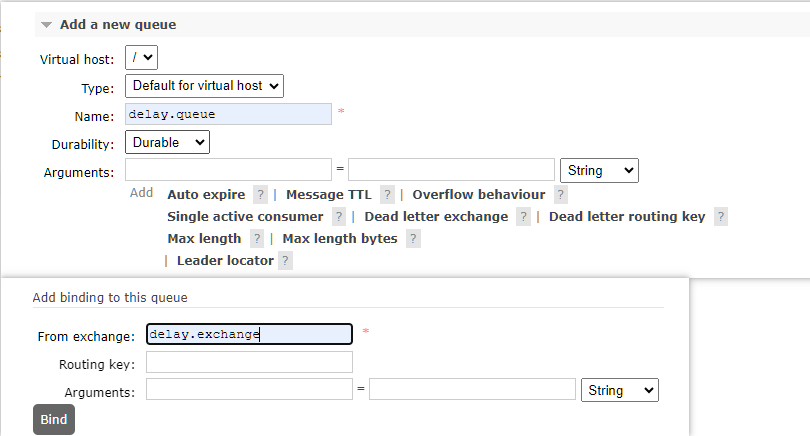 Add a new queue
Virtual host: /
Type: Default for virtual host
Name: delay.queue *
Durability: Durable
Arguments: = String
Add Auto expire ? | Message TTL ? | Overflow behaviour ?
Single active consumer ? | Dead letter exchange ? | Dead letter routing key ?
Max length ? | Max length bytes ?
| Leader locator ?
Add binding to this queue
From exchange: delay.exchange *
Routing key:
Arguments: = String
Bind